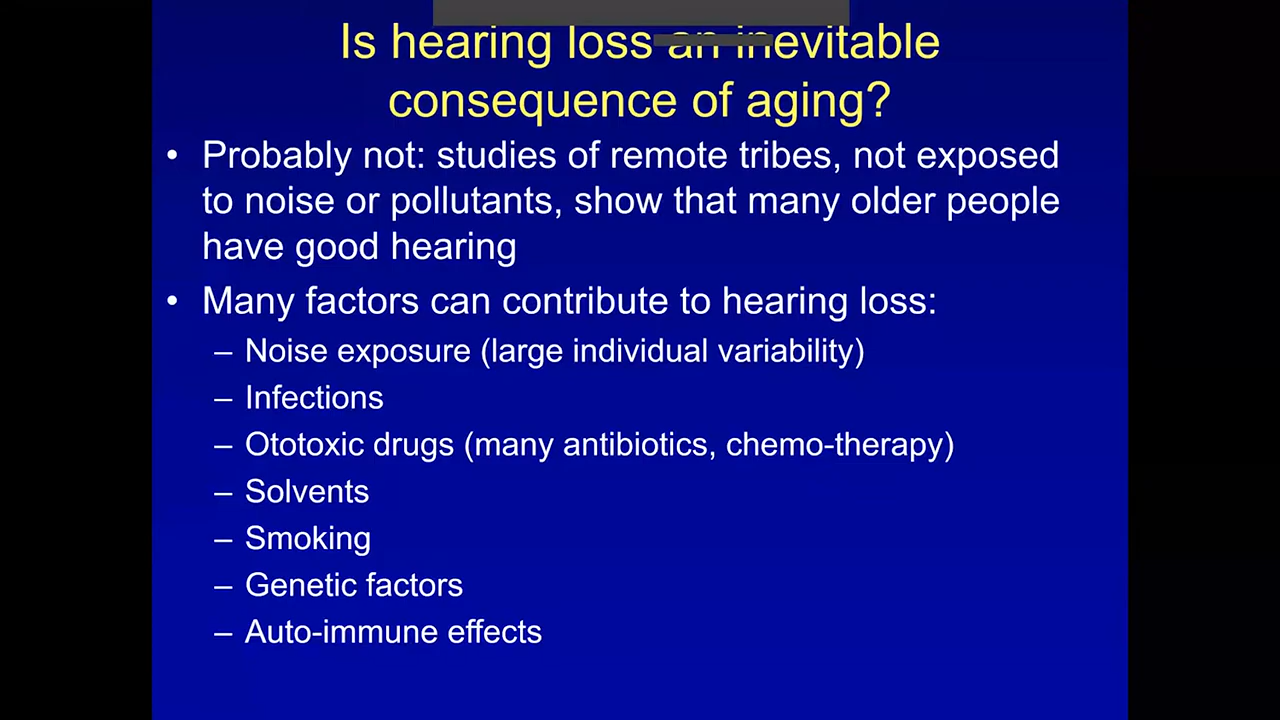 Is hearing loss an inevitable
consequence of aging?
• Probably not: studies of remote tribes, not exposed
to noise or pollutants, show that many older people
have good hearing
• Many factors can contribute to hearing loss:
– Noise exposure (large individual variability)
– Infections
– Ototoxic drugs (many antibiotics, chemo-therapy)
– Solvents
– Smoking
– Genetic factors
– Auto-immune effects